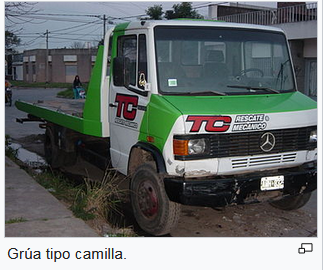 TC
RESCATE
MECANICO
TC
RESCATE
MECANICO
Grúa tipo camilla.